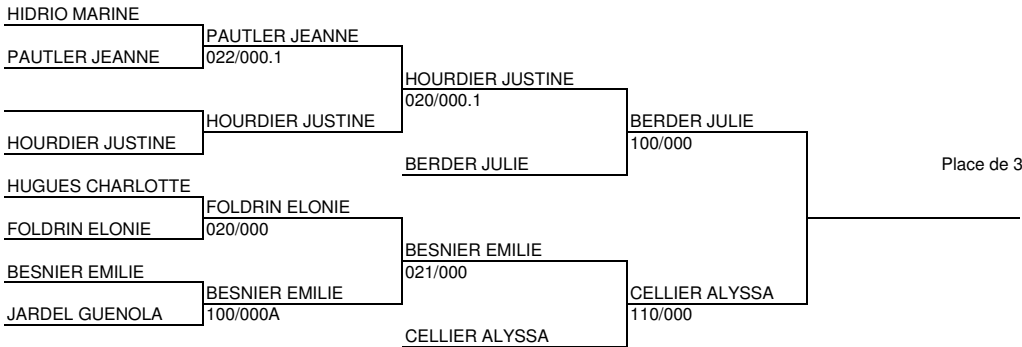 HIDRIO MARINE
PAUTLER JEANNE
PAUTLER JEANNE
022/000.1
HOURDIER JUSTINE
020/000.1
HOURDIER JUSTINE
HOURDIER JUSTINE
BERDER JULIE
100/000
BERDER JULIE
Place de 3
HUGUES CHARLOTTE
FOLDRIN ELONIE
FOLDRIN ELONIE
020/000
BESNIER EMILIE
021/000
BESNIER EMILIE
BESNIER EMILIE
JARDEL GUENOLA
100/000A
CELLIER ALYSSA
110/000
CELLIER ALYSSA